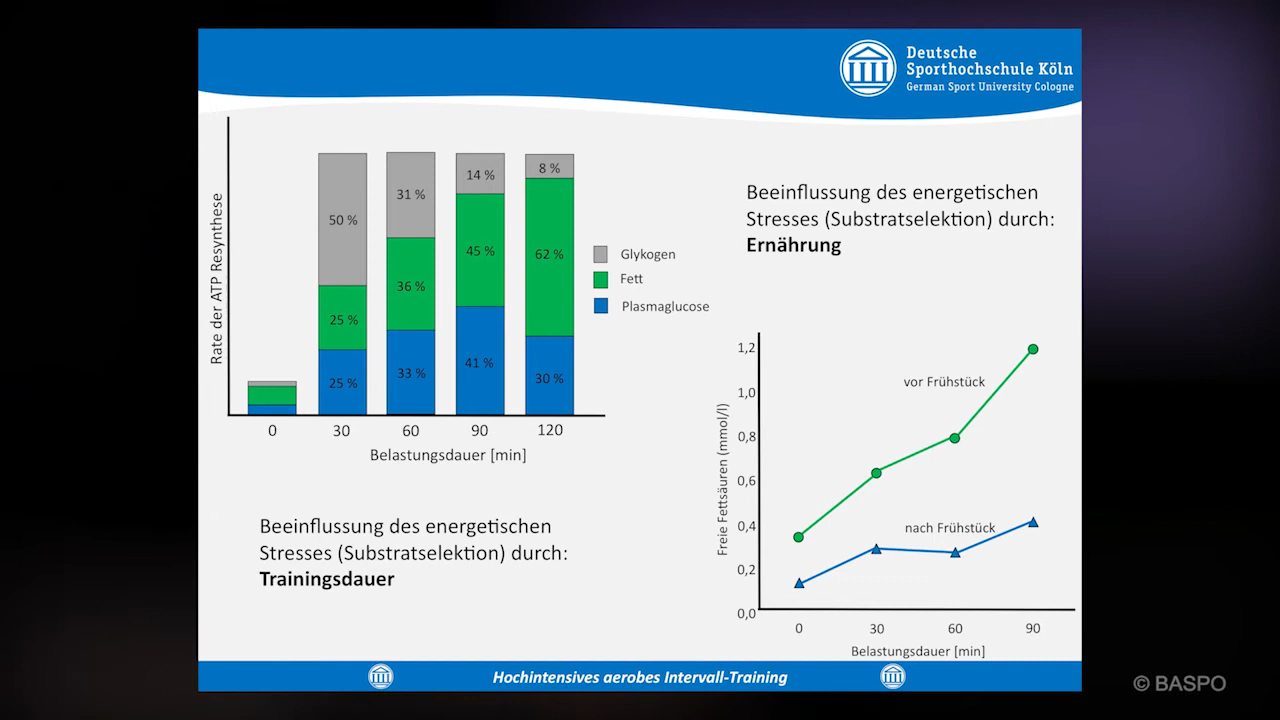 Deutsche
Sporthochschule Köln
German Sport University Cologne
Rate der ATP Resynthese
50 %
25 %
25 %
31 %
36 %
33 %
14 %
45 %
41 %
8 %
62 %
30 %
0
30
60
90
120
Belastungsdauer [min]
Glykogen
Fett
Plasmaglucose
Beeinflussung des energetischen
Stresses (Substratselektion) durch:
Ernährung
Beeinflussung des energetischen
Stresses (Substratselektion) durch:
Trainingsdauer
Freie Fettsäuren (mmol/l)
1,2
1,0
0,8
0,6
0,4
0,2
0,0
vor Frühstück
nach Frühstück
0
30
60
90
Belastungsdauer [min]
Hochintensives aerobes Intervall-Training
© BASPO